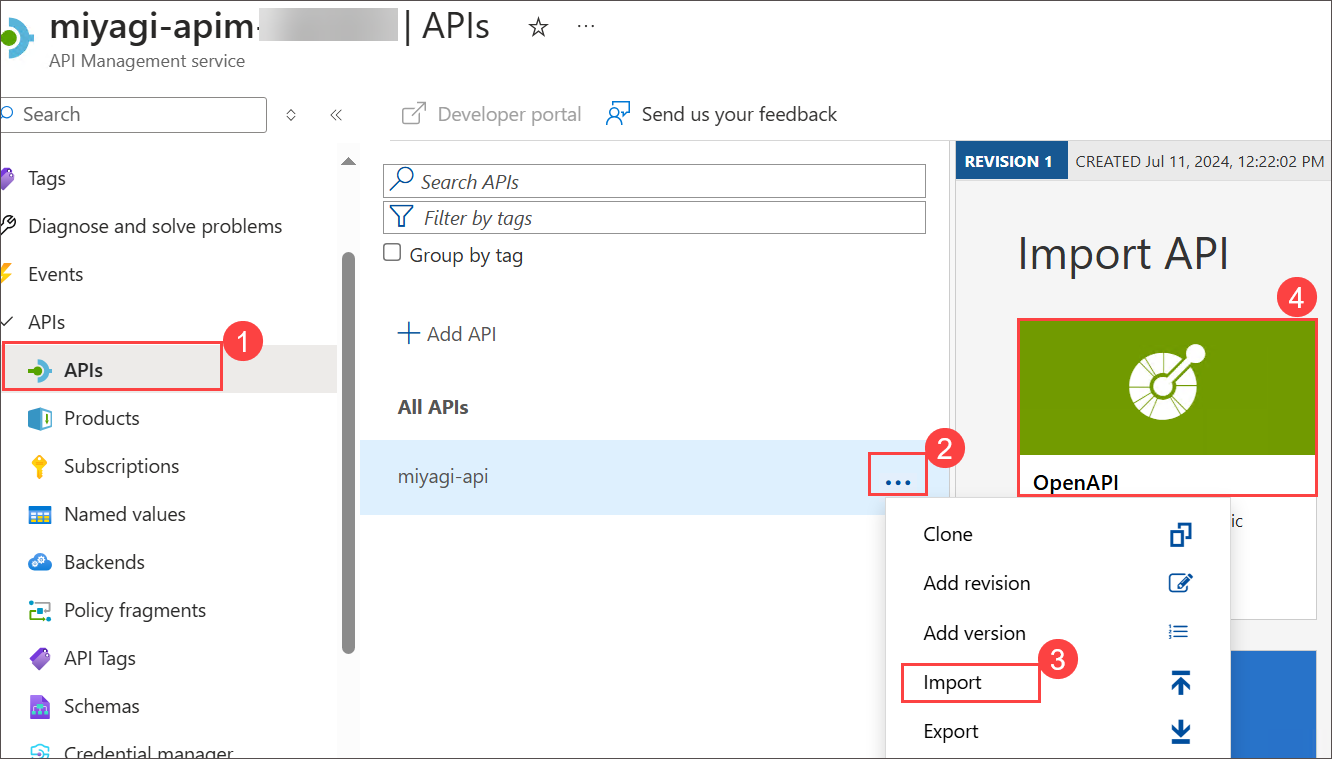 miyagi-apim- | APIs
API Management service
Search
Developer portal
Send us your feedback
Tags
Diagnose and solve problems
Events
APIs
APIs
1
Products
Subscriptions
Named values
Backends
Policy fragments
API Tags
Schemas
Credential manager
Search APIs
Filter by tags
Group by tag
Add API
All APIs
miyagi-api
...
2
Clone
Add revision
Add version
Import
3
Export
REVISION 1
CREATED Jul 11, 2024, 12:22:02 PM
Import API
4
OpenAPI
ic